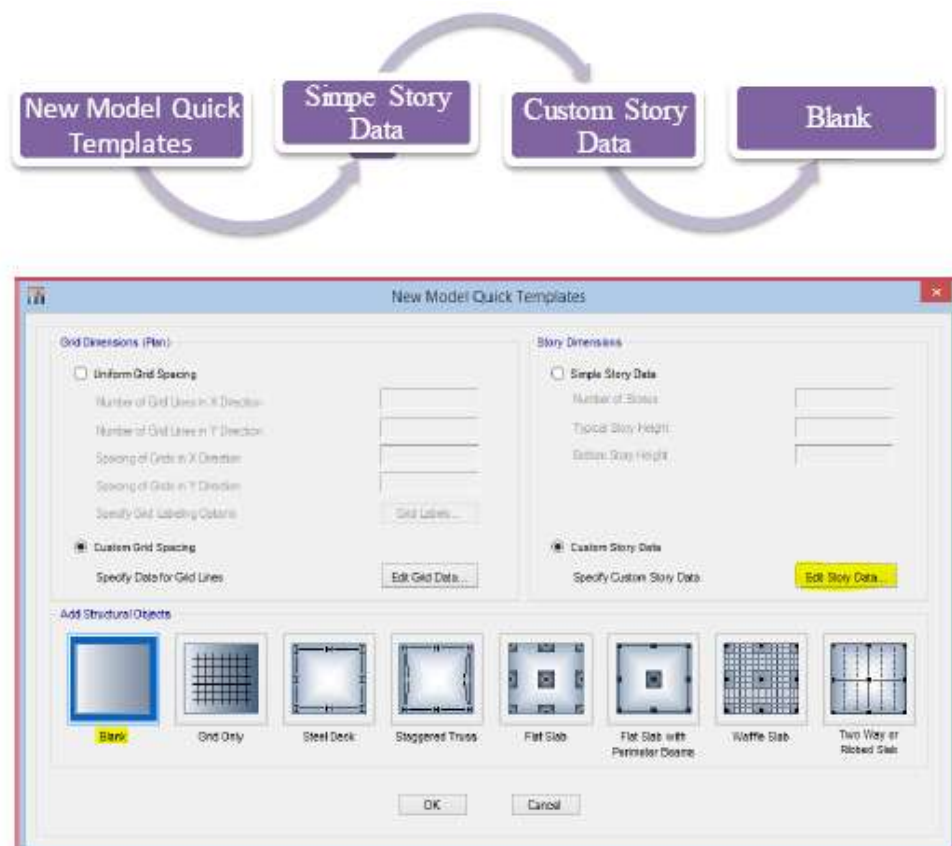 New Model Quick
Templates
Simpe Story
Data
Custom Story
Data
Blank
New Model Quick Templates
Grid Dimensions (Plan)
Uniform Grid Spacing
Number of Grid Lines in X Direction
Number of Grid Lines in Y Direction
Spacing of Grids in X Direction
Spacing of Grids in Y Direction
Specify Grid Labeling Options
Grid Labels...
Custom Grid Spacing
Specify Data for Grid Lines
Edit Grid Data...
Story Dimensions
Simple Story Data
Number of Stories
Typical Story Height
Bottom Story Height
Custom Story Data
Specify Custom Story Data
Edit Story Data...
Add Structural Objects
Blank
Grid Only
Steel Deck
Staggered Truss
Flat Slab
Flat Slab with
Perimeter Beams
Waffle Slab
Two Way or
Ribbed Slab
OK
Cancel